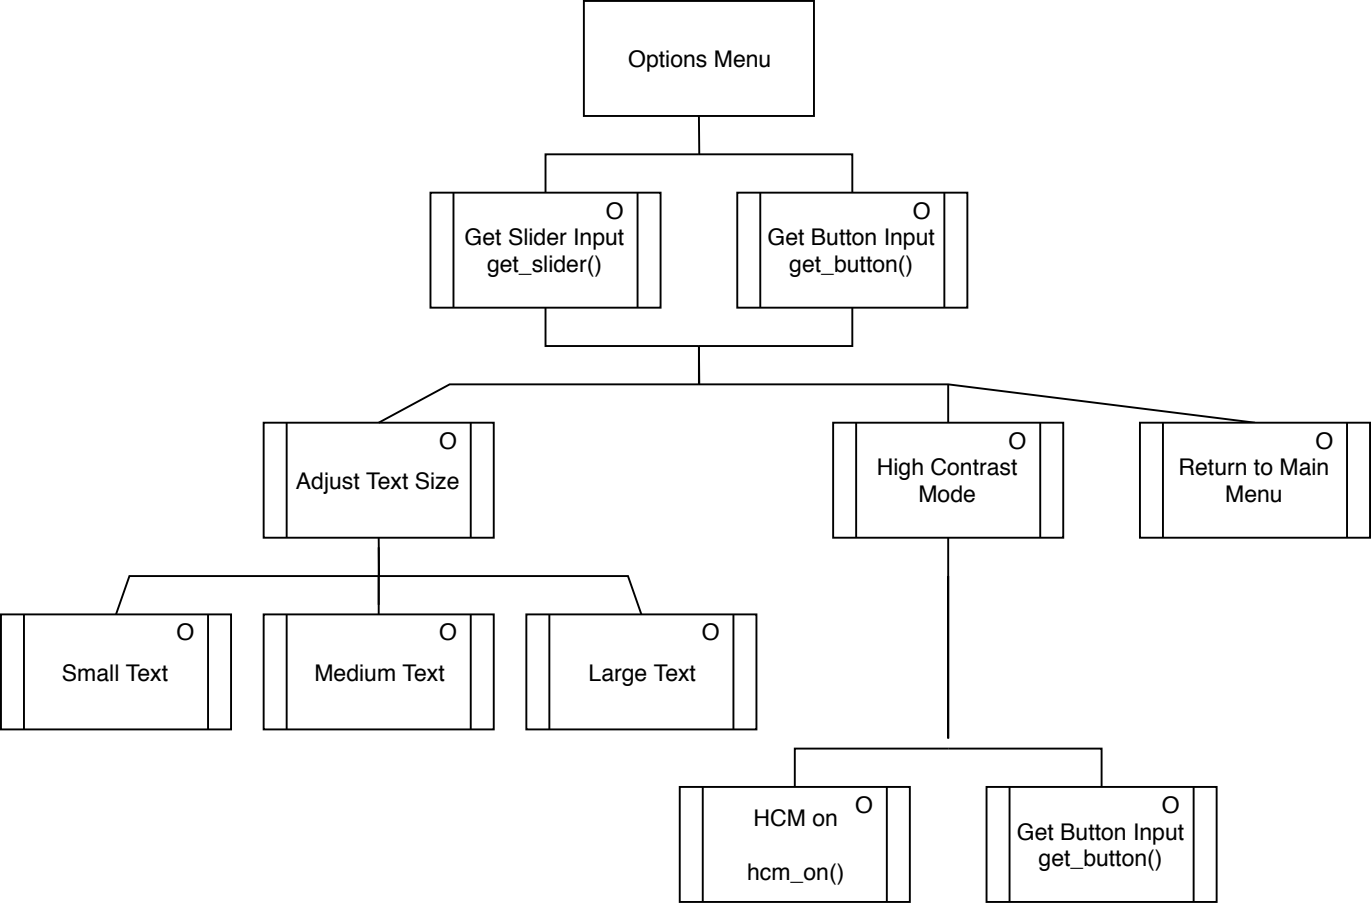 Options Menu
O
Get Slider Input
get_slider()
O
Get Button Input
get_button()
O
Adjust Text Size
O
High Contrast
Mode
O
Return to Main
Menu
O
Small Text
O
Medium Text
O
Large Text
O
HCM on
hcm_on()
O
Get Button Input
get_button()